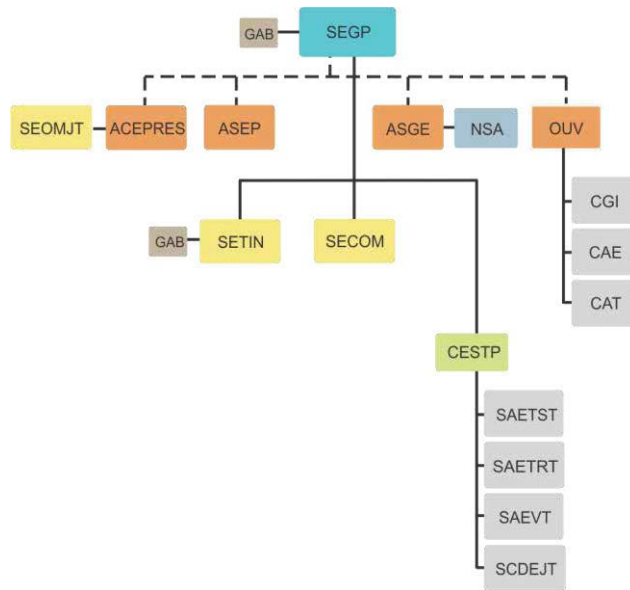 GAB
SEGP
SEOMJT
ACEPRES
ASEP
ASGE
NSA
OUV
CGI
CAE
CAT
GAB
SETIN
SECOM
CESTP
SAETST
SAETRT
SAEVT
SCDEJT